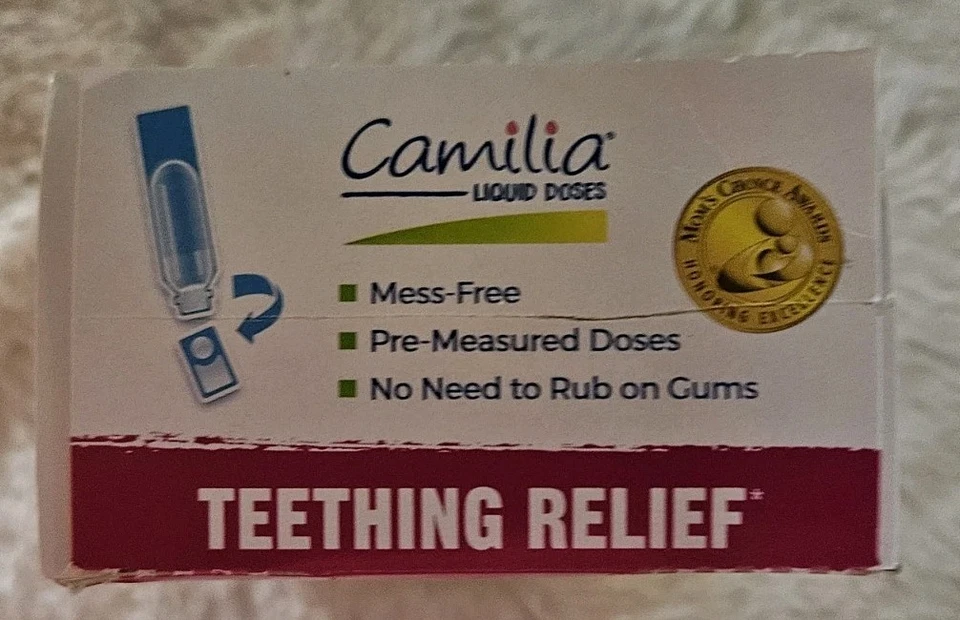 Camilia®
LIQUID DOSES
MOM'S CHOICE AWARDS
HONORING EXCELLENCE
Mess-Free
Pre-Measured Doses
No Need to Rub on Gums
TEETHING RELIEF*